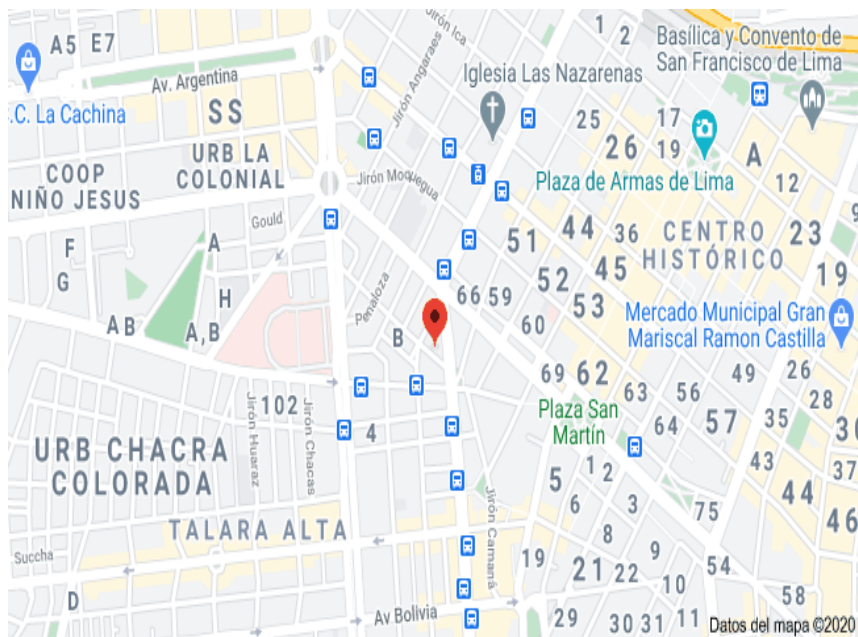 Jirón Ica
1
2
Basílica y Convento de
San Francisco de Lima
A5
E7
Av. Argentina
Jirón Angaraes
Iglesia Las Nazarenas
.C. La Cachina
SS
25
17
26
19
A
URB LA
COLONIAL
COOP
NIÑO JESUS
Jirón Moquegua
Plaza de Armas de Lima
12
Gould
F
G
A
H
51
44
36
CENTRO
HISTÓRICO
23
9
52
45
19
Penaloza
66
59
53
Mercado Municipal Gran
Mariscal Ramon Castilla
AB
A,B
B
60
69
62
49
26
63
56
28
102
Plaza San
Martín
64
57
35
30
4
Jirón Huaraz
Jirón Chacas
URB CHACRA
COLORADA
43
37
5
1
2
44
6
3
75
46
TALARA ALTA
Jirón Camaná
8
Succha
19
21
22
9
54
10
58
D
Av Bolivia
29
30
31
11
Datos del mapa ©2020